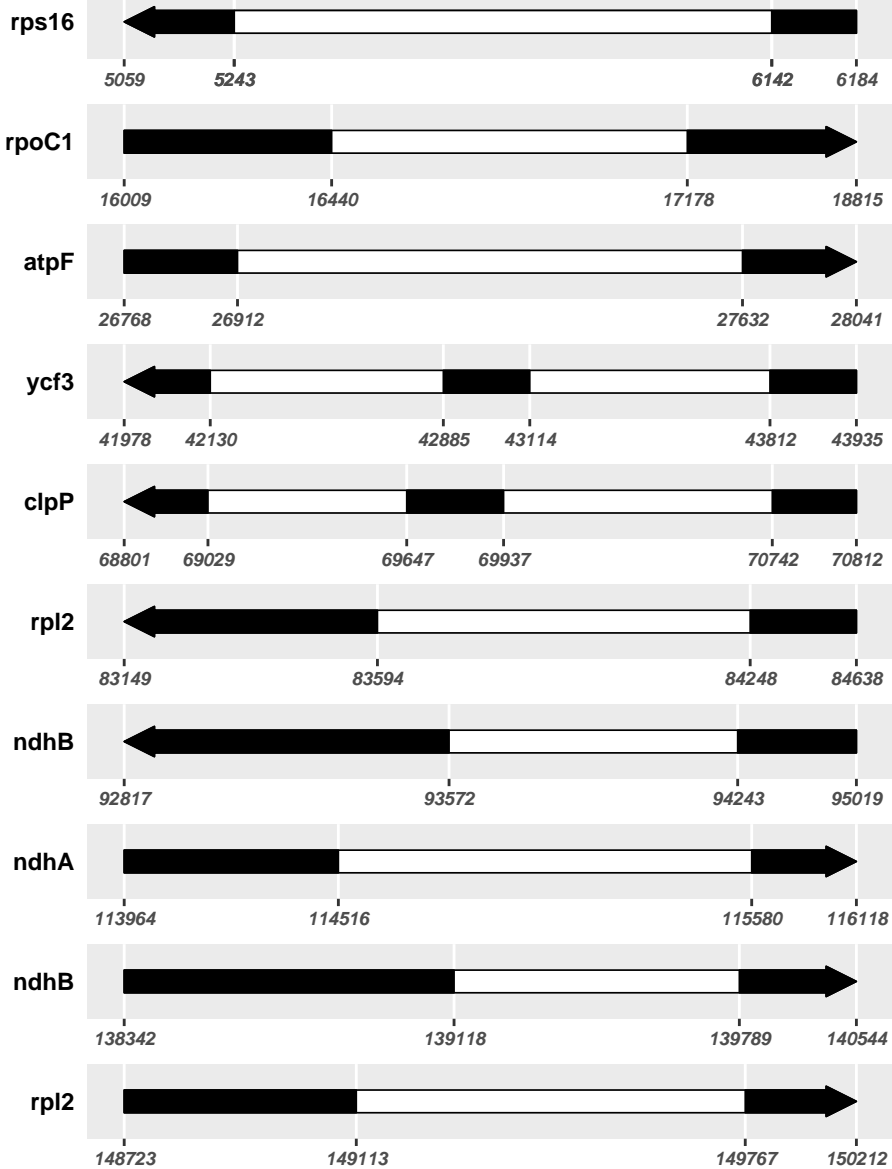 rps16
5059 5243 6142 6184
rpoC1
16009 16440 17178 18815
atpF
26768 26912 27632 28041
ycf3
41978 42130 42885 43114 43812 43935
clpP
68801 69029 69647 69937 70742 70812
rpl2
83149 83594 84248 84638
ndhB
92817 93572 94243 95019
ndhA
113964 114516 115580 116118
ndhB
138342 139118 139789 140544
rpl2
148723 149113 149767 150212